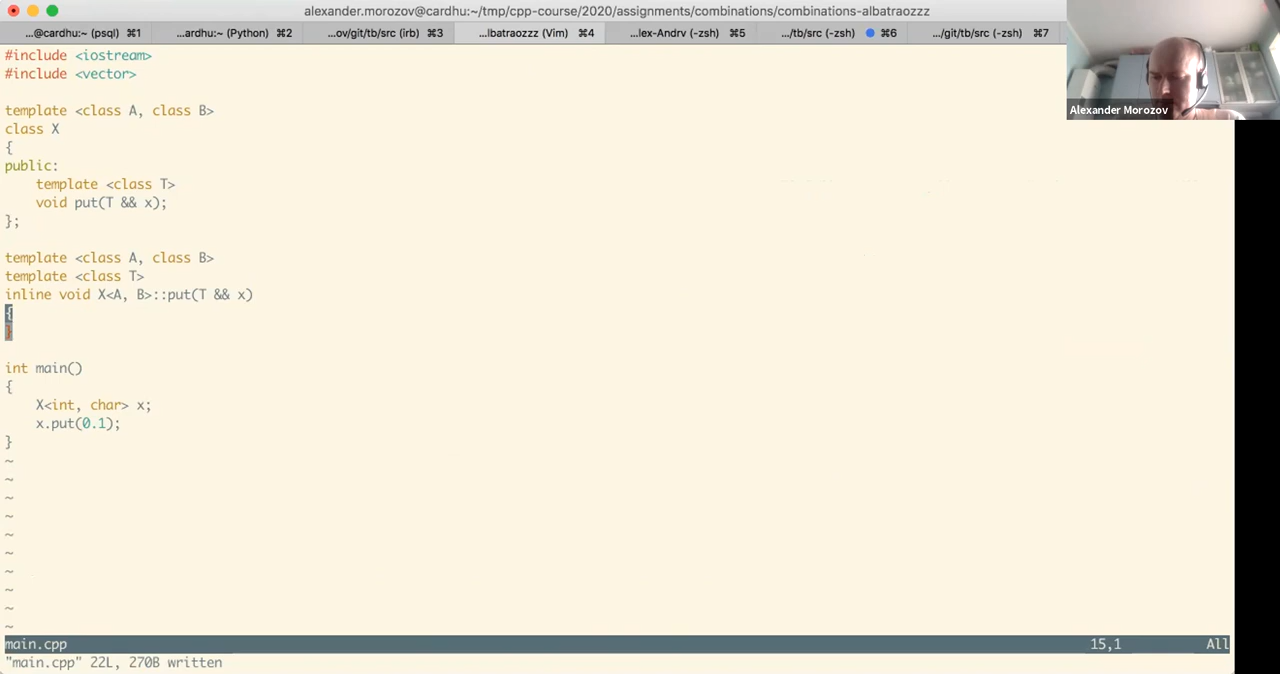 alexander.morozov@cardhu:~/tmp/cpp-course/2020/assignments/combinations/combinations-albatraozzz
...@cardhu:~ (psql) ⌘1 ...ardhu:~ (Python) ⌘2 ...ov/git/tb/src (irb) ⌘3 ...lbatraozzz (Vim) ⌘4 ...lex-Andrv (-zsh) ⌘5 .../tb/src (-zsh) ⌘6 .../git/tb/src (-zsh) ⌘7
Alexander Morozov
#include <iostream>
#include <vector>
template <class A, class B>
class X
{
public:
    template <class T>
    void put(T && x);
};
template <class A, class B>
template <class T>
inline void X<A, B>::put(T && x)
{
}
int main()
{
    X<int, char> x;
    x.put(0.1);
}
~
~
~
~
~
~
~
~
~
~
main.cpp 15,1 All
"main.cpp" 22L, 270B written